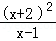 (x+2)²
x-1